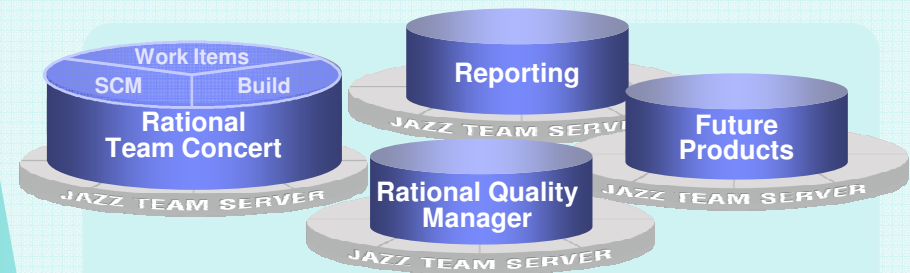 Work Items
SCM
Build
Rational
Team Concert
JAZZ TEAM SERVER
Reporting
JAZZ TEAM SERV
Future
Products
JAZZ TEAM SERVER
Rational Quality
Manager
JAZZ TEAM SERVER